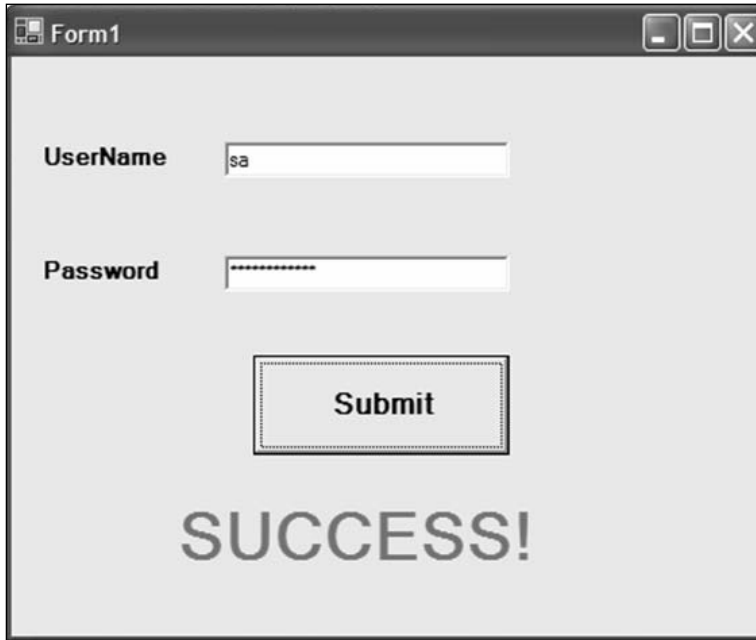 Form1
UserName
sa
Password
************
Submit
SUCCESS!